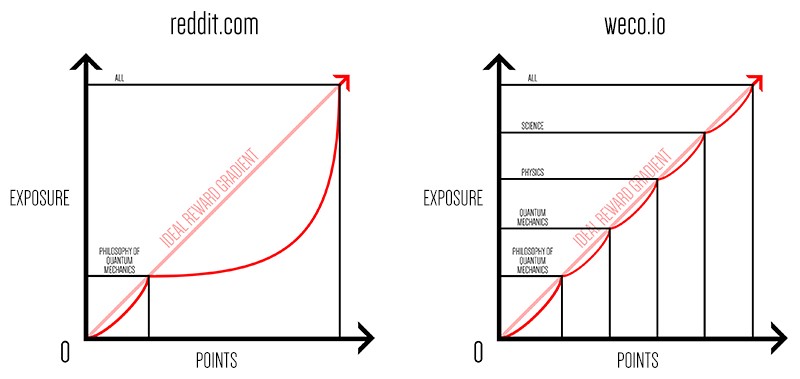 reddit.com
ALL
EXPOSURE
IDEAL REWARD GRADIENT
PHILOSOPHY OF
QUANTUM
MECHANICS
0
POINTS
weco.io
ALL
SCIENCE
PHYSICS
EXPOSURE
IDEAL REWARD GRADIENT
QUANTUM
MECHANICS
PHILOSOPHY OF
QUANTUM
MECHANICS
0
POINTS